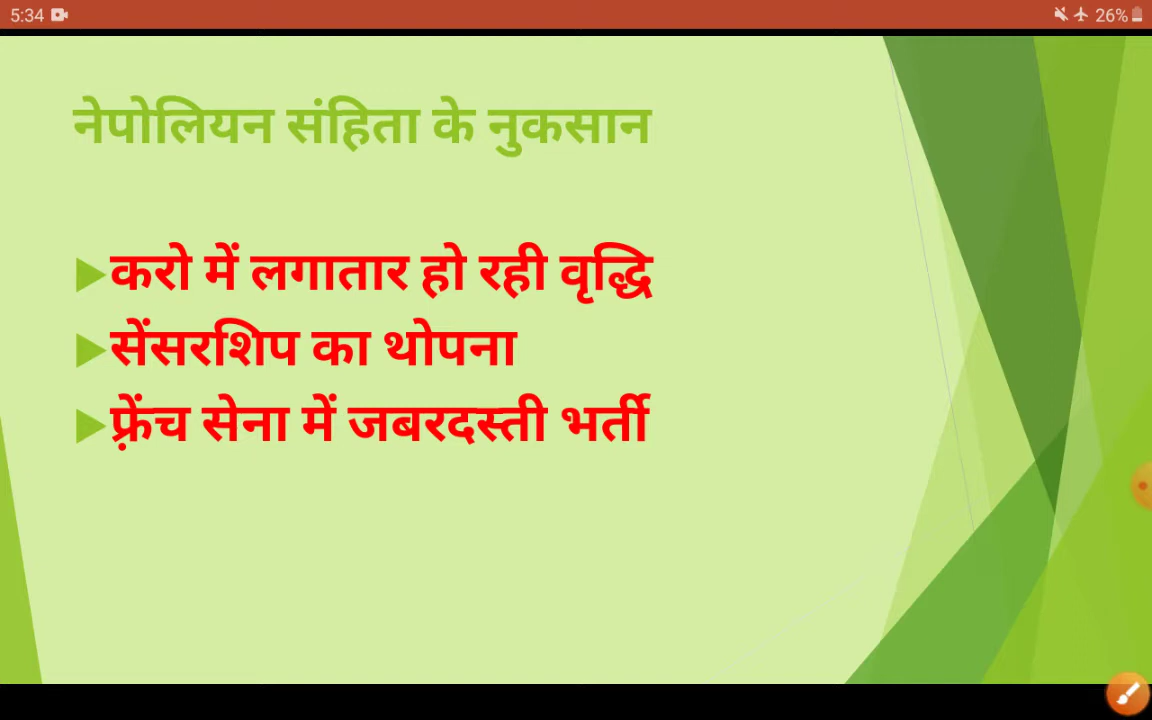 5:34
26%
नेपोलियन संहिता के नुकसान
करो में लगातार हो रही वृद्धि
सेंसरशिप का थोपना
फ़्रेंच सेना में जबरदस्ती भर्ती